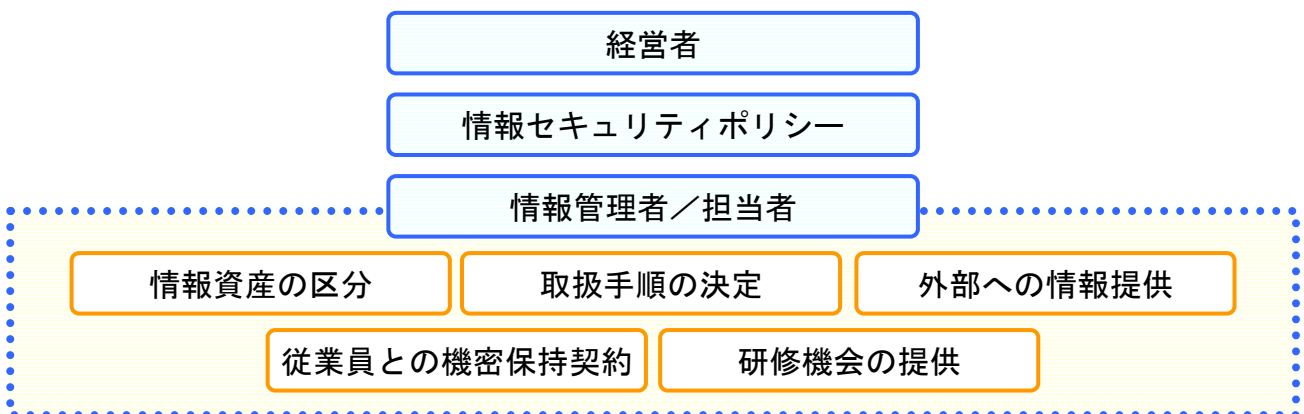 経営者
情報セキュリティポリシー
情報管理者／担当者
情報資産の区分
取扱手順の決定
外部への情報提供
従業員との機密保持契約
研修機会の提供